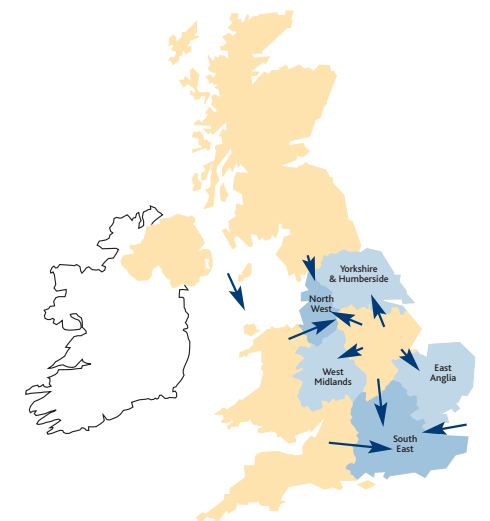 Yorkshire
& Humberside
North
West
East
Anglia
West
Midlands
South
East